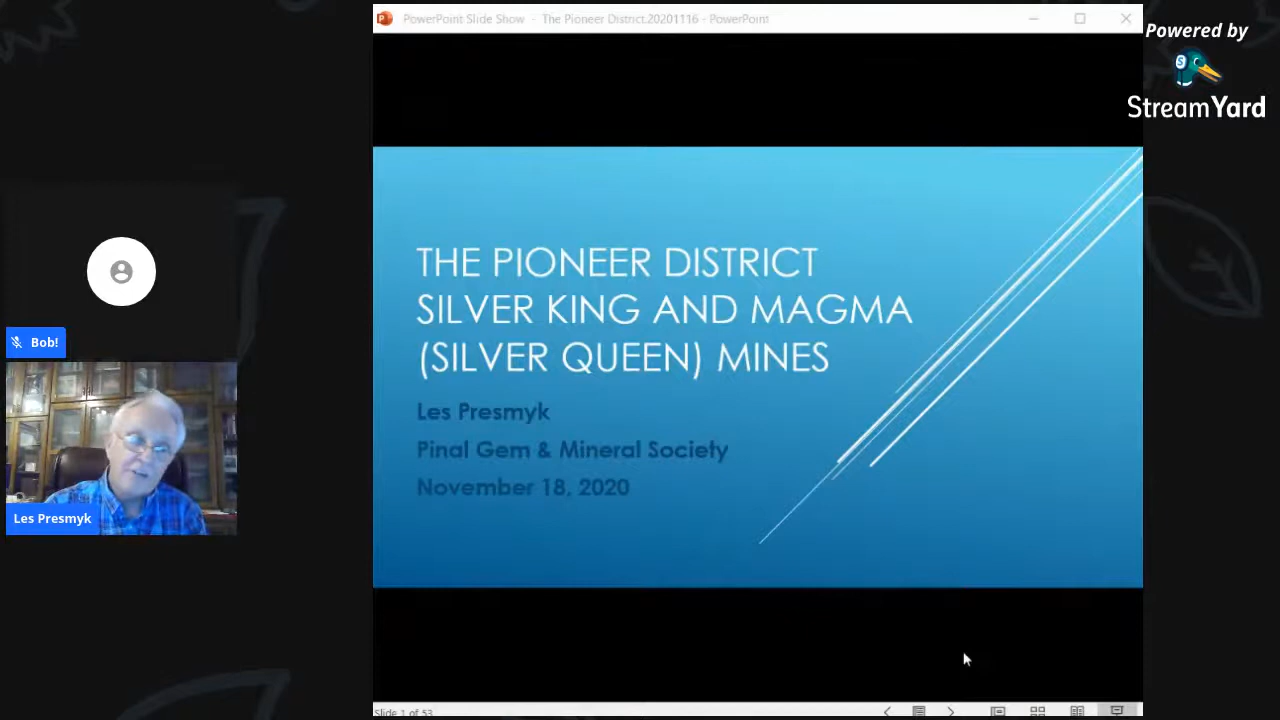 PowerPoint Slide Show - The Pioneer District.20201116 - PowerPoint
Powered by
S
StreamYard
THE PIONEER DISTRICT
SILVER KING AND MAGMA
(SILVER QUEEN) MINES
Les Presmyk
Pinal Gem & Mineral Society
November 18, 2020
Bob!
Les Presmyk
Slide 1 of 53